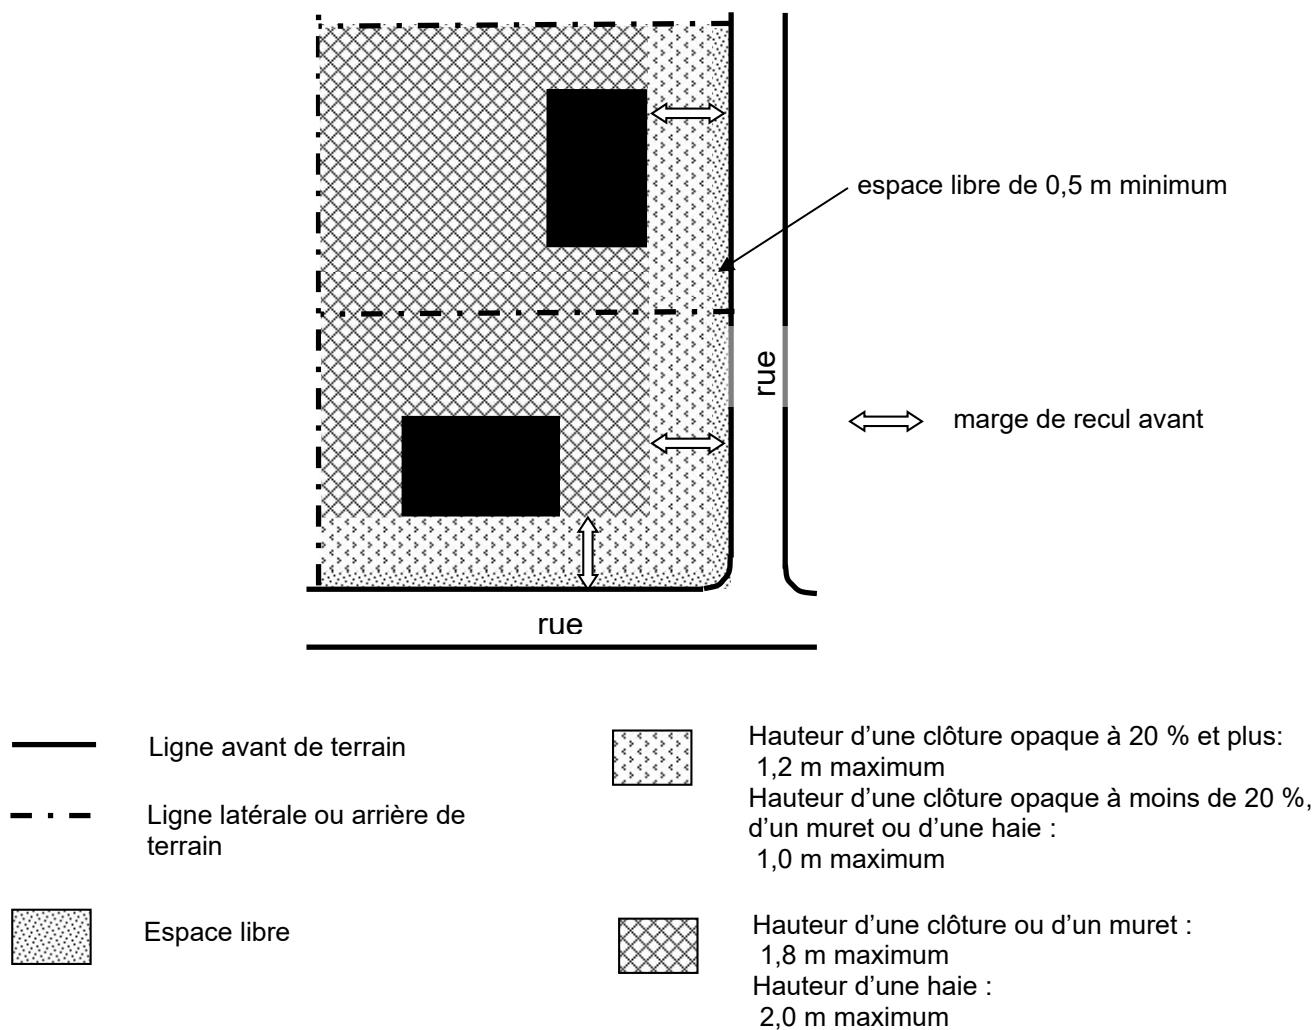 espace libre de 0,5 m minimum
rue
marge de recul avant
rue
Ligne avant de terrain
Ligne latérale ou arrière de
terrain
Espace libre
Hauteur d’une clôture opaque à 20 % et plus:
1,2 m maximum
Hauteur d’une clôture opaque à moins de 20 %,
d’un muret ou d’une haie :
1,0 m maximum
Hauteur d’une clôture ou d’un muret :
1,8 m maximum
Hauteur d’une haie :
2,0 m maximum